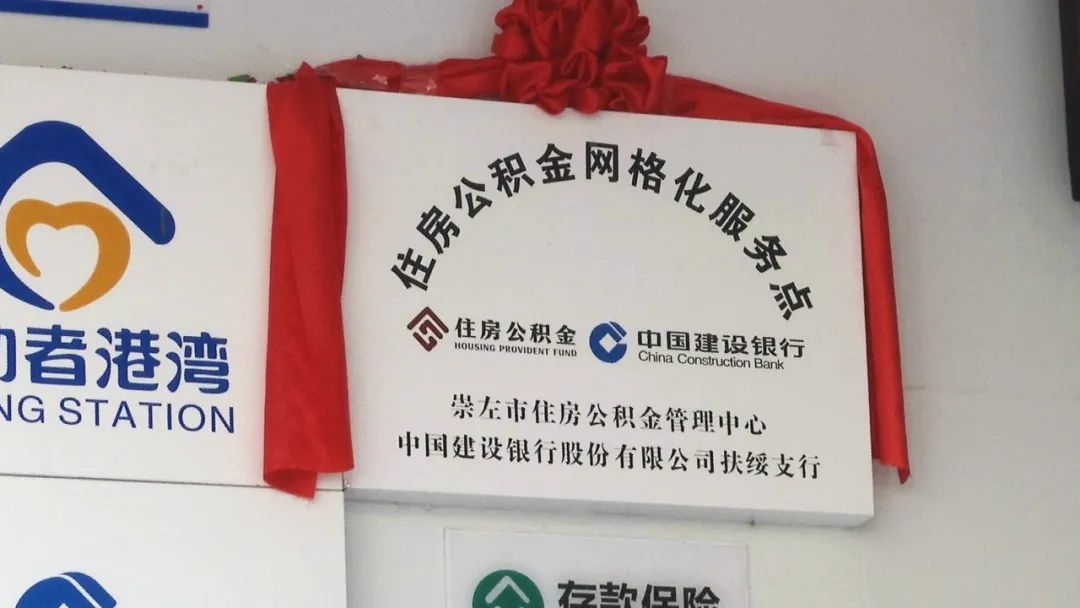 住房公积金网格化服务点
住房公积金
HOUSING PROVIDENT FUND
中国建设银行
China Construction Bank
崇左市住房公积金管理中心
中国建设银行股份有限公司扶绥支行
者港湾
NG STATION
存款保险